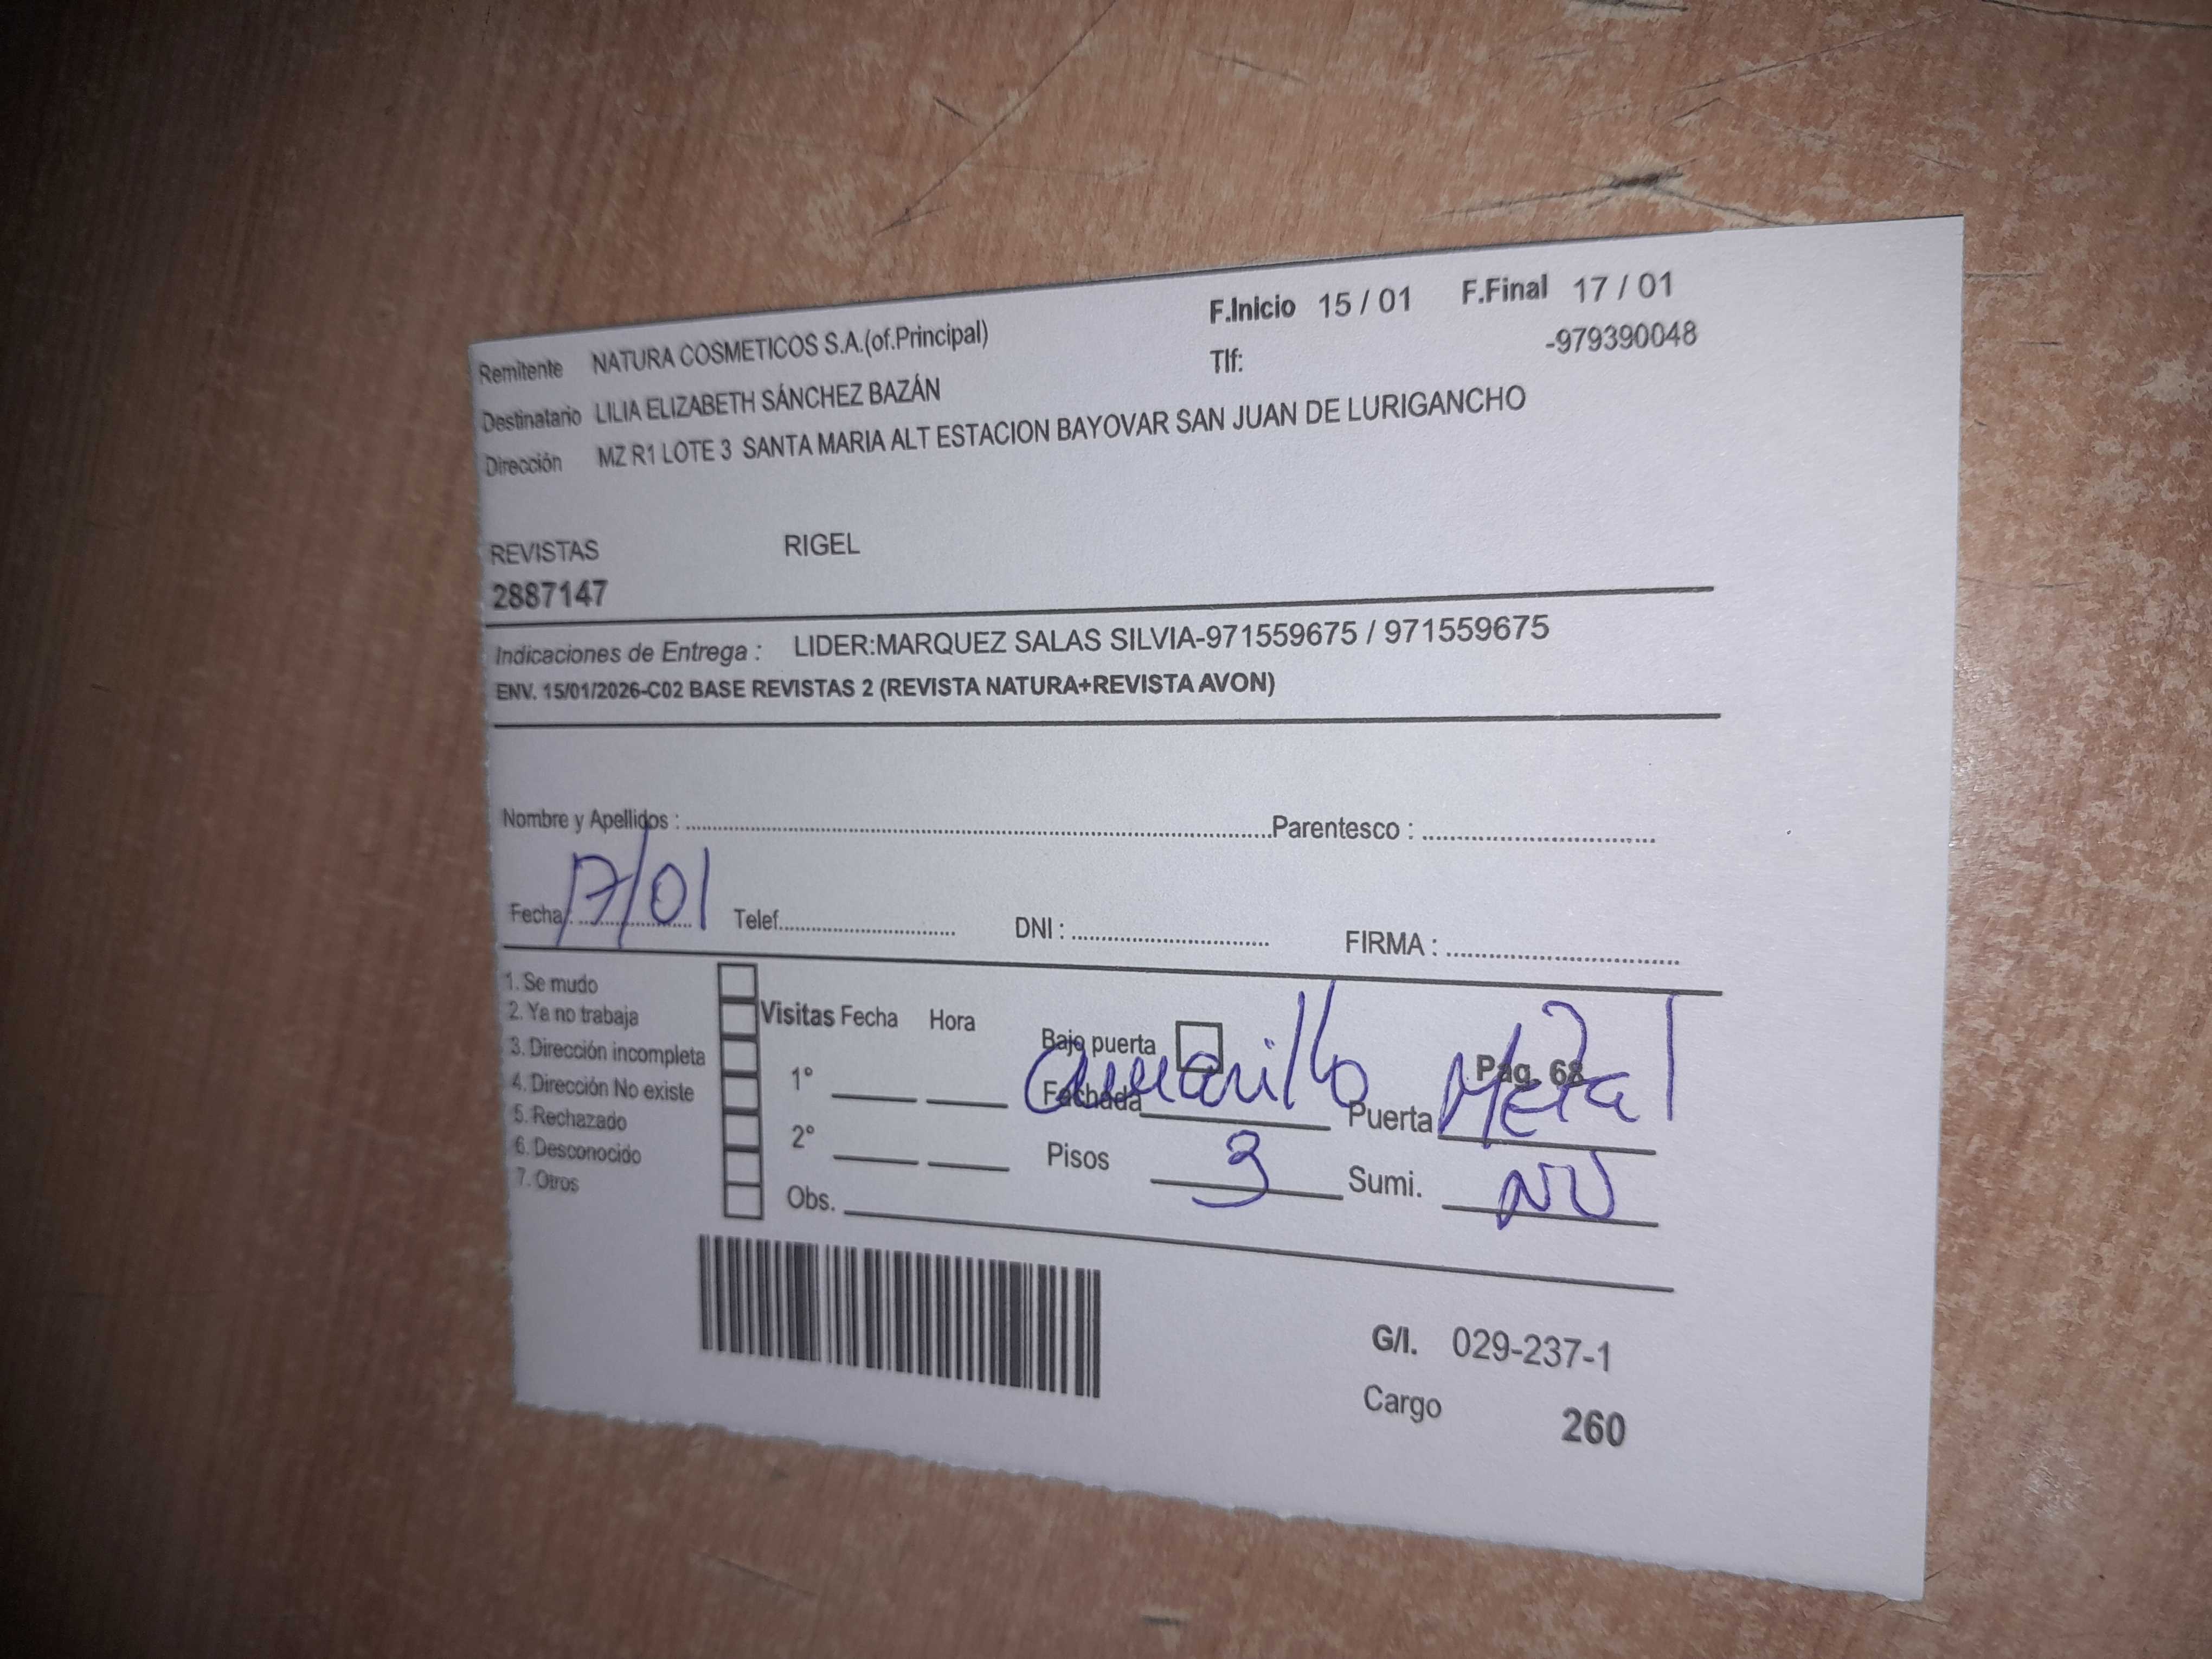 F.Inicio 15 / 01 F.Final 17 / 01
Remitente NATURA COSMETICOS S.A.(of.Principal) Tlf: -979390048
Destinatario LILIA ELIZABETH SÁNCHEZ BAZÁN
Dirección MZ R1 LOTE 3 SANTA MARIA ALT ESTACION BAYOVAR SAN JUAN DE LURIGANCHO
REVISTAS RIGEL
2887147
Indicaciones de Entrega : LIDER:MARQUEZ SALAS SILVIA-971559675 / 971559675
ENV. 15/01/2026-C02 BASE REVISTAS 2 (REVISTA NATURA+REVISTA AVON)
Nombre y Apellidos : Parentesco :
Fecha : 17/01 Telef. DNI : FIRMA :
1. Se mudo
2. Ya no trabaja
3. Dirección incompleta
4. Dirección No existe
5. Rechazado
6. Desconocido
7. Otros
Visitas Fecha Hora
1°
2°
Obs.
Bajo puerta Pag. 68
Fachada amarillo Puerta Metal
Pisos 3 Sumi. NO
G/I. 029-237-1
Cargo 260